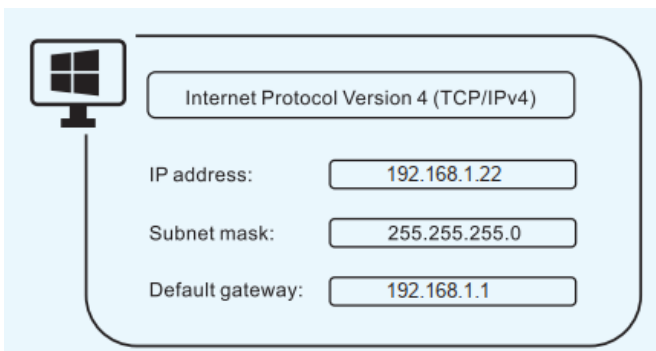 Internet Protocol Version 4 (TCP/IPv4)
IP address: 192.168.1.22
Subnet mask: 255.255.255.0
Default gateway: 192.168.1.1